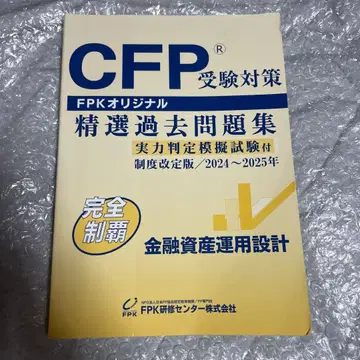 CFP®受験対策
FPKオリジナル
精選過去問題集
実力判定模擬試験付
制度改定版/2024~2025年
完全
制覇
金融資産運用設計
FPK
FPK研修センター株式会社